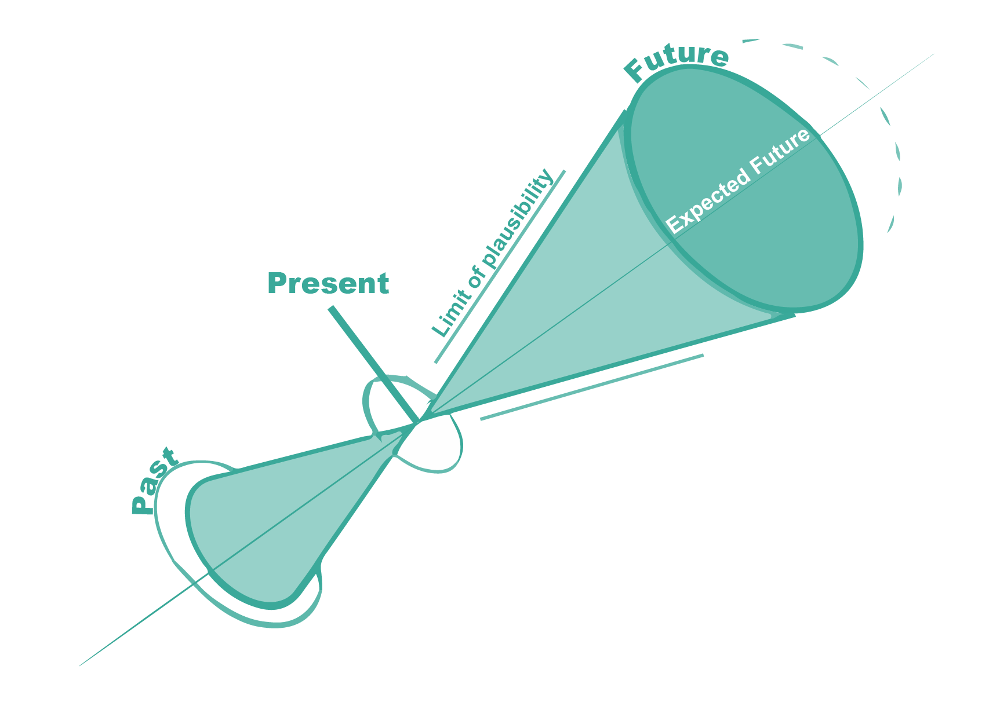 Future
Expected Future
Limit of plausibility
Present
Past